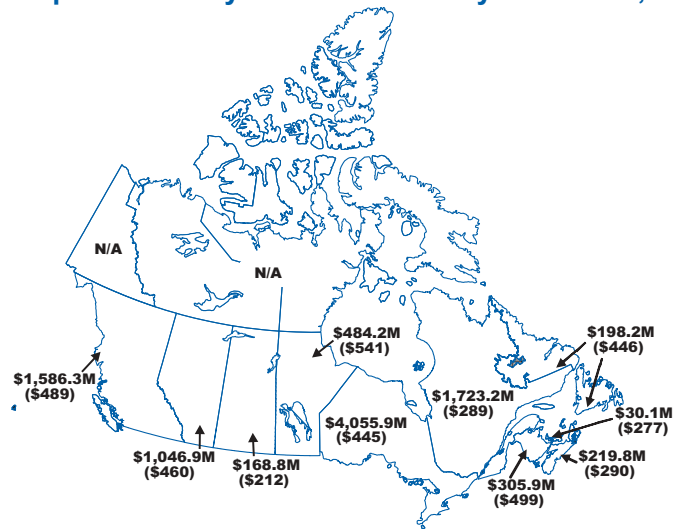 N/A
N/A
$484.2M
($541)
$198.2M
($446)
$1,586.3M
($489)
$1,723.2M
($289)
$30.1M
($277)
$4,055.9M
($445)
$1,046.9M
($460)
$168.8M
($212)
$219.8M
($290)
$305.9M
($499)